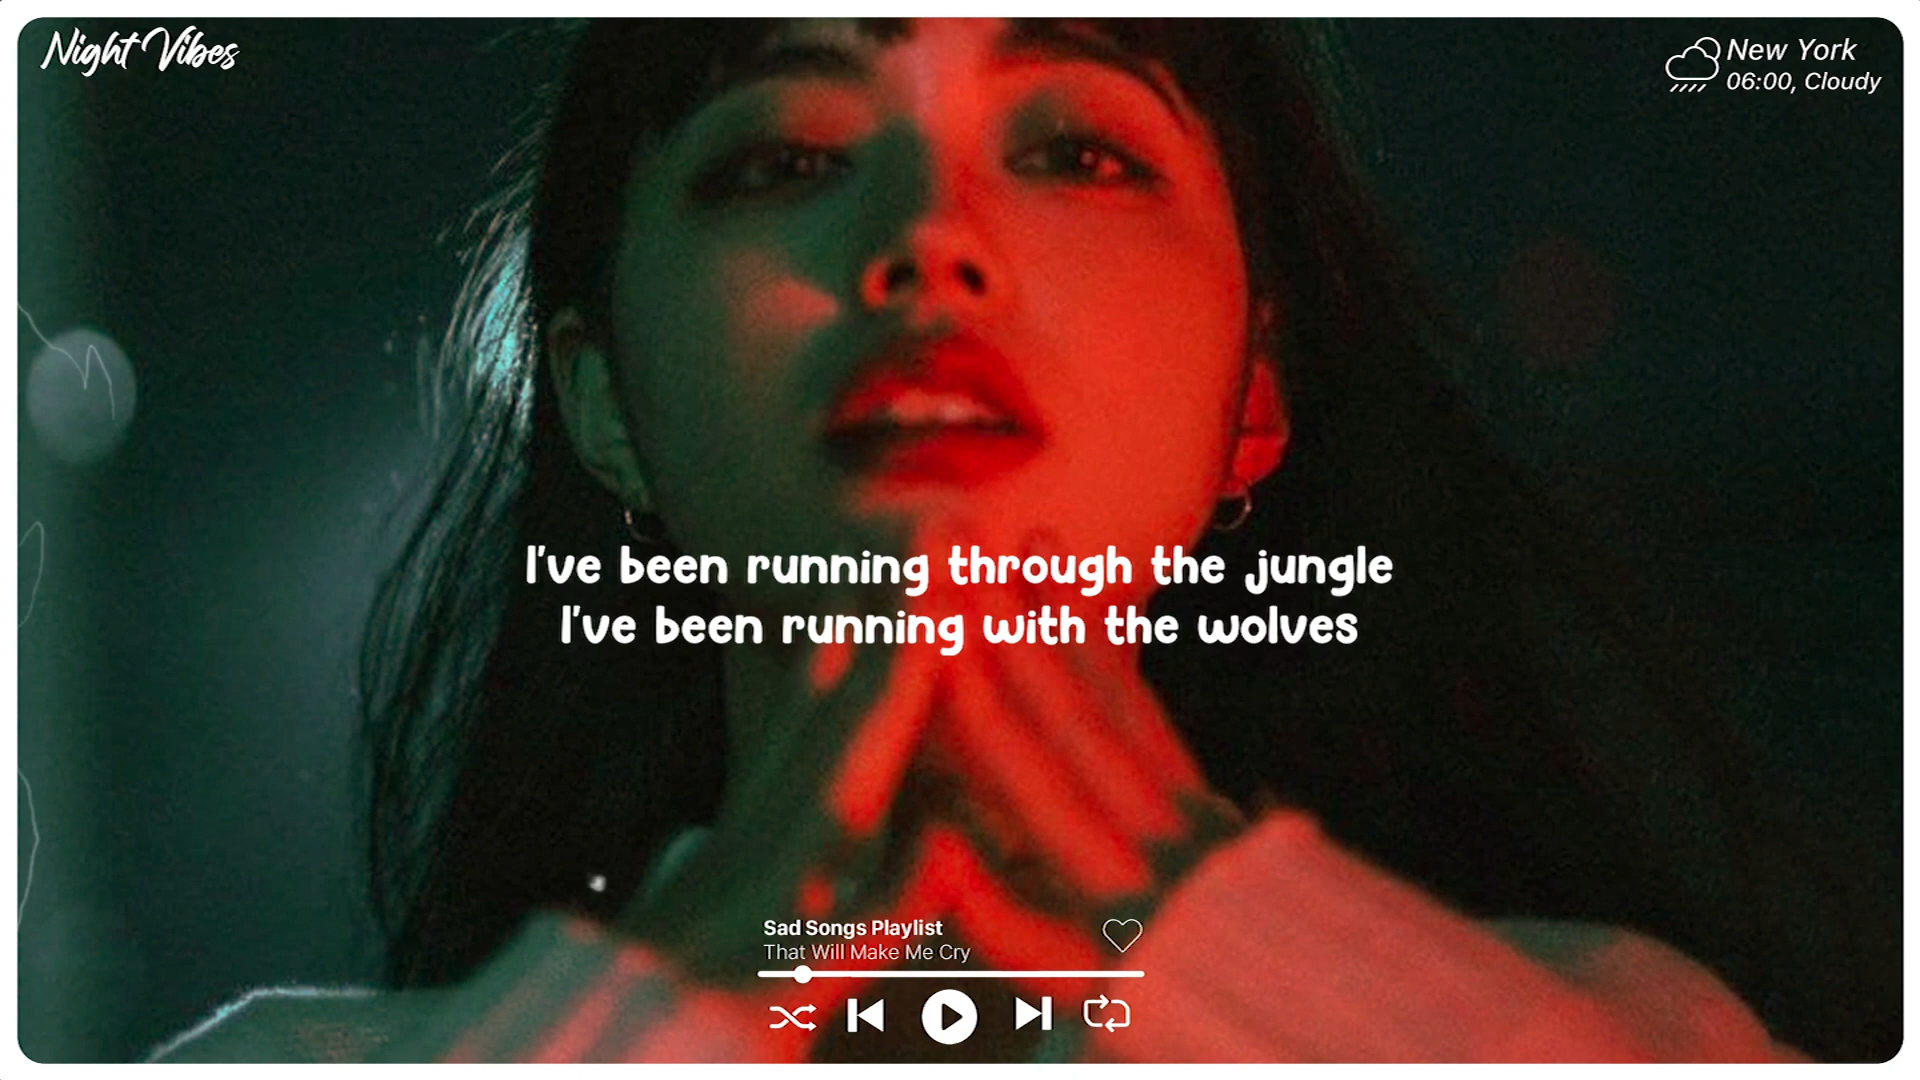 Night Vibes
New York
06:00, Cloudy
I've been running through the jungle
I've been running with the wolves
Sad Songs Playlist
That Will Make Me Cry